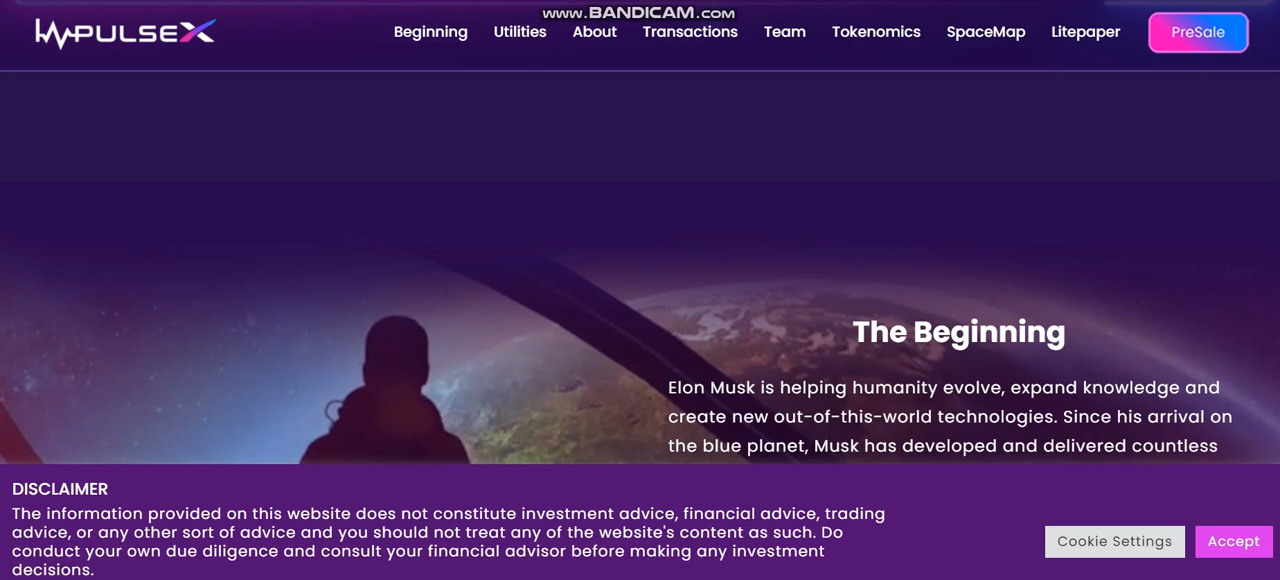 www.BANDICAM.com
PULSEX
Beginning Utilities About Transactions Team Tokenomics SpaceMap Litepaper PreSale
The Beginning
Elon Musk is helping humanity evolve, expand knowledge and
create new out-of-this-world technologies. Since his arrival on
the blue planet, Musk has developed and delivered countless
DISCLAIMER
The information provided on this website does not constitute investment advice, financial advice, trading
advice, or any other sort of advice and you should not treat any of the website's content as such. Do
conduct your own due diligence and consult your financial advisor before making any investment
decisions.
Cookie Settings Accept